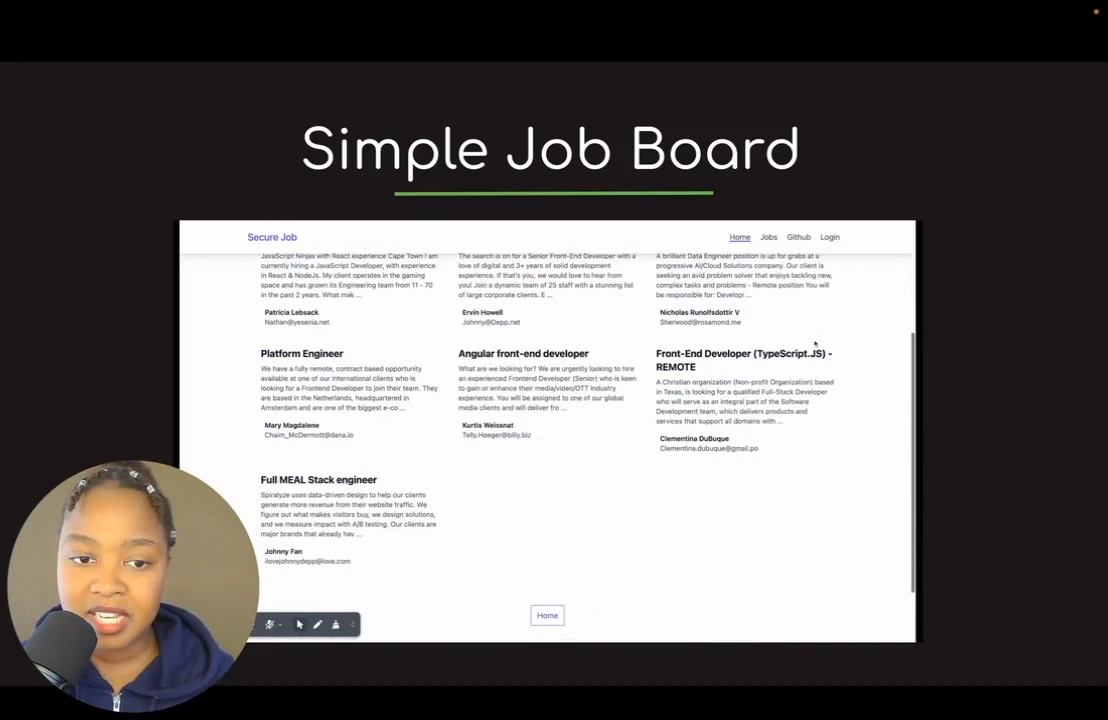 Simple Job Board
Secure Job
Home Jobs Github Login
JavaScript Ninjas with React experience Cape Town I am
currently hiring a JavaScript Developer, with experience
in React & NodeJs. My client operates in the gaming
space and has grown its Engineering team from 11 - 70
in the past 2 years. What mak ...
Patricia Lebsack
Nathan@yesenia.net
The search is on for a Senior Front-End Developer with a
love of digital and 3+ years of solid development
experience. If that's you, we would love to hear from
you! Join a dynamic team of 25 staff with a stunning list
of large corporate clients. E ...
Ervin Howell
Johnny@Depp.net
A brilliant Data Engineer position is up for grabs at a
progressive AI/Cloud Solutions company. Our client is
seeking an avid problem solver that enjoys tackling new,
complex tasks and problems - Remote position You will
be responsible for: Developi ...
Nicholas Runolfsdottir V
Sherwood@rosamond.me
Platform Engineer
We have a fully remote, contract based opportunity
available at one of our International clients who is
looking for a Frontend Developer to join their team. They
are based in the Netherlands, headquartered in
Amsterdam and are one of the biggest e-co ...
Mary Magdalene
Chaim_McDermott@dana.io
Angular front-end developer
What are we looking for? We are urgently looking to hire
an experienced Frontend Developer (Senior) who is keen
to gain or enhance their media/video/OTT industry
experience. You will be assigned to one of our global
media clients and will deliver fro ...
Kurtis Weissnat
Telly.Hoeger@billy.biz
Front-End Developer (TypeScript.JS) -
REMOTE
A Christian organization (Non-profit Organization) based
in Texas, is looking for a qualified Full-Stack Developer
who will serve as an integral part of the Software
Development team, which delivers products and
services that support all domains with ...
Clementina DuBuque
Clementina.dubuque@gmail.po
Full MEAL Stack engineer
Spiralyze uses data-driven design to help our clients
generate more revenue from their website traffic. We
figure out what makes visitors buy, we design solutions,
and we measure impact with A/B testing. Our clients are
major brands that already hav ...
Johnny Fan
ilovejohnnydepp@love.com
Home